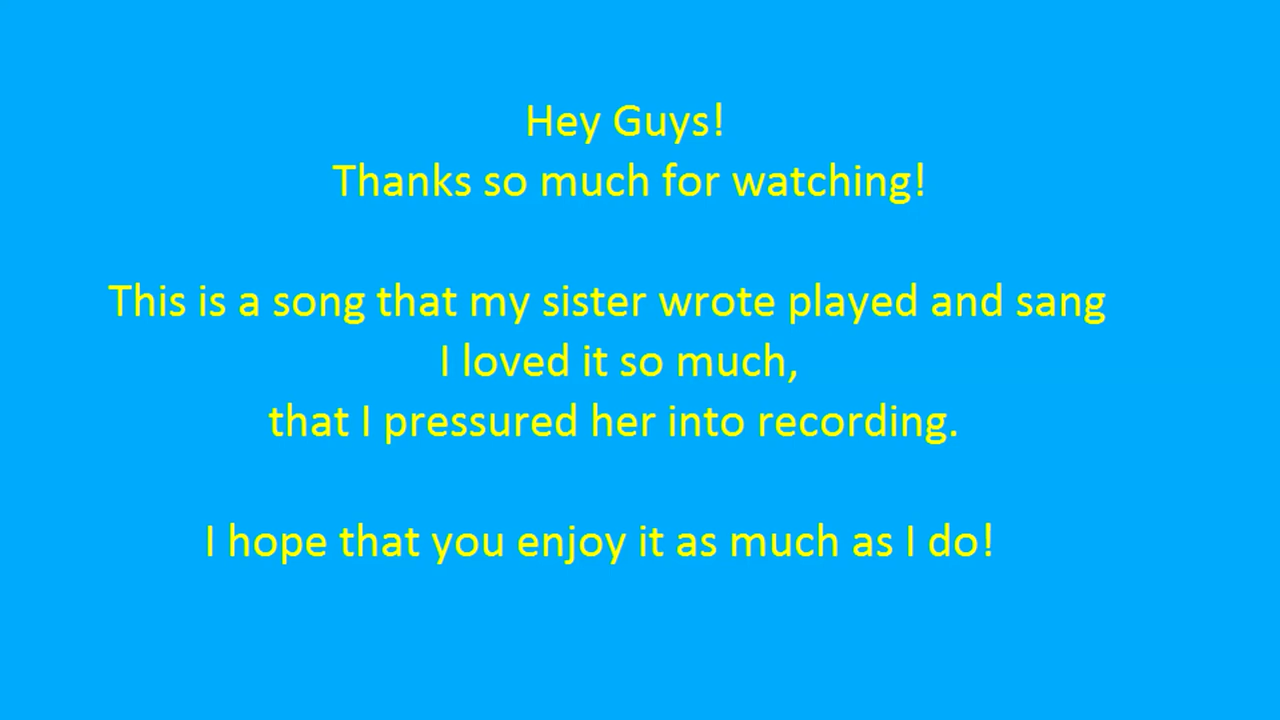 Hey Guys!
Thanks so much for watching!
This is a song that my sister wrote played and sang
I loved it so much,
that I pressured her into recording.
I hope that you enjoy it as much as I do!